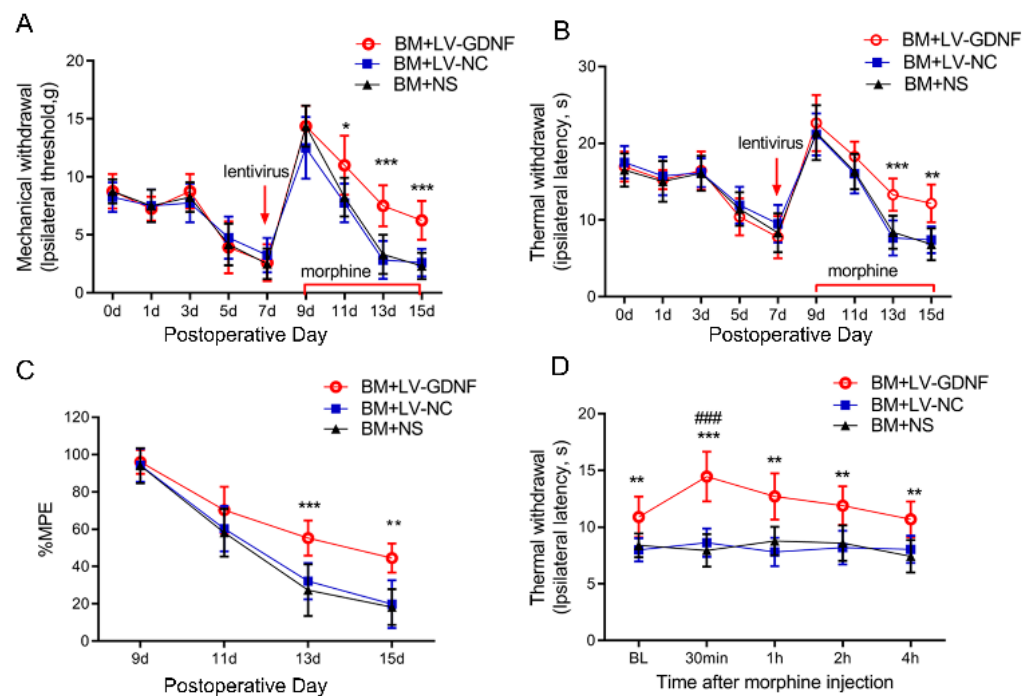 A
BM+LV-GDNF
BM+LV-NC
BM+NS
Mechanical withdrawal
(Ipsilateral threshold,g)
20
15
10
5
0
lentivirus
*
***
***
morphine
0d 1d 3d 5d 7d 9d 11d 13d 15d
Postoperative Day
B
BM+LV-GDNF
BM+LV-NC
BM+NS
Thermal withdrawal
(ipsilateral latency, s)
30
20
10
0
lentivirus
***
**
morphine
0d 1d 3d 5d 7d 9d 11d 13d 15d
Postoperative Day
C
BM+LV-GDNF
BM+LV-NC
BM+NS
%MPE
120
100
80
60
40
20
0
***
**
9d 11d 13d 15d
Postoperative Day
D
BM+LV-GDNF
BM+LV-NC
BM+NS
Thermal withdrawal
(Ipsilateral latency, s)
20
15
10
5
0
**
###
***
**
**
**
BL 30min 1h 2h 4h
Time after morphine injection